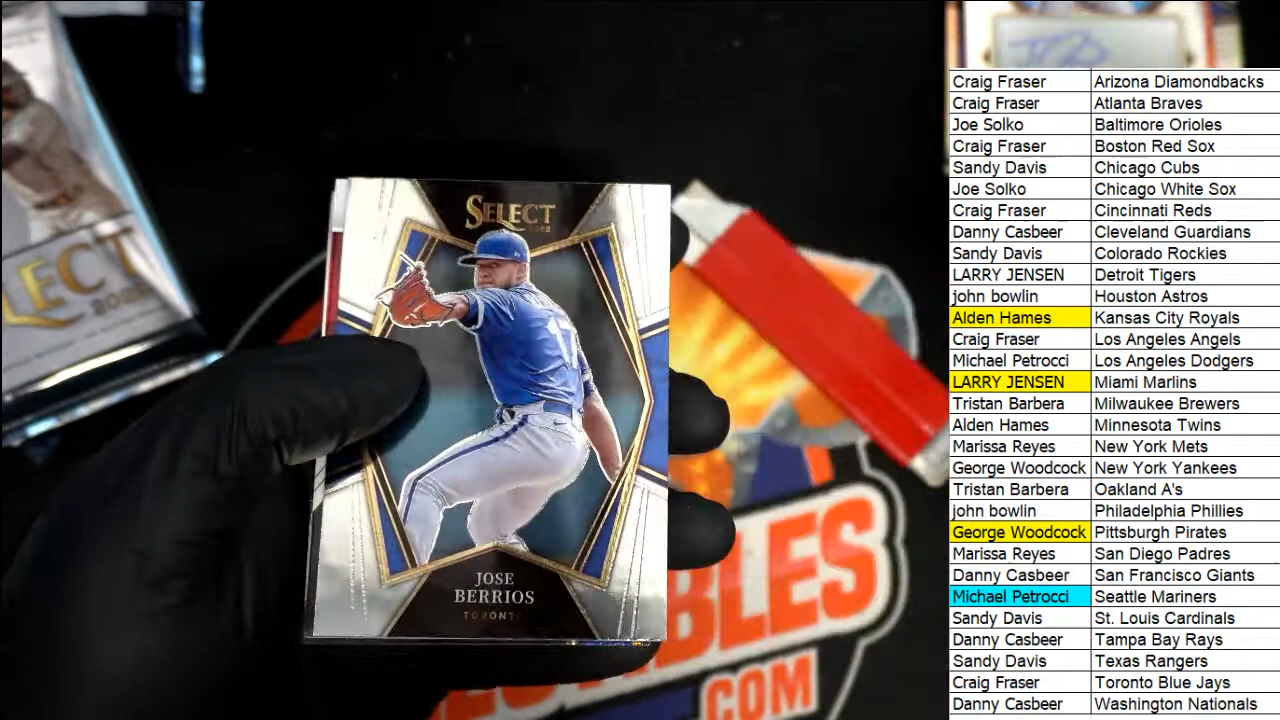 LECT
202
SELECT
2022
17
JOSE
BERRIOS
TORONT
BLES
.COM
Craig Fraser Arizona Diamondbacks
Craig Fraser Atlanta Braves
Joe Solko Baltimore Orioles
Craig Fraser Boston Red Sox
Sandy Davis Chicago Cubs
Joe Solko Chicago White Sox
Craig Fraser Cincinnati Reds
Danny Casbeer Cleveland Guardians
Sandy Davis Colorado Rockies
LARRY JENSEN Detroit Tigers
john bowlin Houston Astros
Alden Hames Kansas City Royals
Craig Fraser Los Angeles Angels
Michael Petrocci Los Angeles Dodgers
LARRY JENSEN Miami Marlins
Tristan Barbera Milwaukee Brewers
Alden Hames Minnesota Twins
Marissa Reyes New York Mets
George Woodcock New York Yankees
Tristan Barbera Oakland A's
john bowlin Philadelphia Phillies
George Woodcock Pittsburgh Pirates
Marissa Reyes San Diego Padres
Danny Casbeer San Francisco Giants
Michael Petrocci Seattle Mariners
Sandy Davis St. Louis Cardinals
Danny Casbeer Tampa Bay Rays
Sandy Davis Texas Rangers
Craig Fraser Toronto Blue Jays
Danny Casbeer Washington Nationals